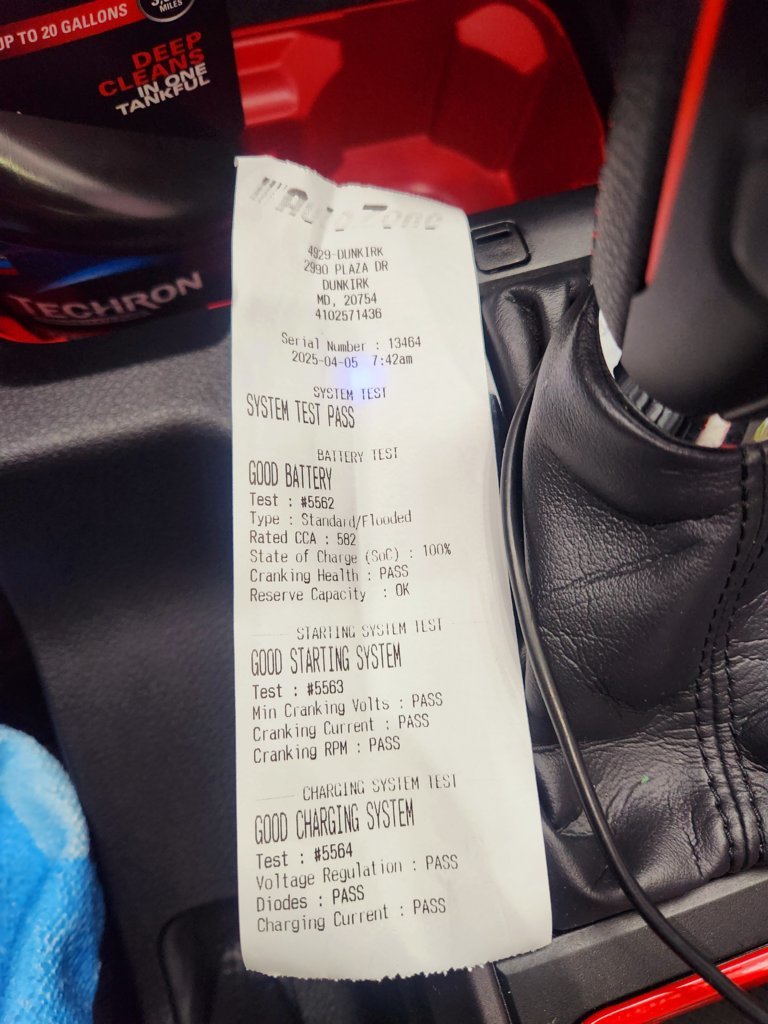 MILES
UP TO 20 GALLONS
DEEP
CLEANS
IN ONE
TANKFUL
TECHRON
AutoZone
4929-DUNKIRK
2990 PLAZA DR
DUNKIRK
MD, 20754
4102571436
Serial Number : 13464
2025-04-05 7:42am
SYSTEM TEST
SYSTEM TEST PASS
BATTERY TEST
GOOD BATTERY
Test : #5562
Type : Standard/Flooded
Rated CCA : 582
State of Charge (SoC) : 100%
Cranking Health : PASS
Reserve Capacity : OK
STARTING SYSTEM TEST
GOOD STARTING SYSTEM
Test : #5563
Min Cranking Volts : PASS
Cranking Current : PASS
Cranking RPM : PASS
CHARGING SYSTEM TEST
GOOD CHARGING SYSTEM
Test : #5564
Voltage Regulation : PASS
Diodes : PASS
Charging Current : PASS